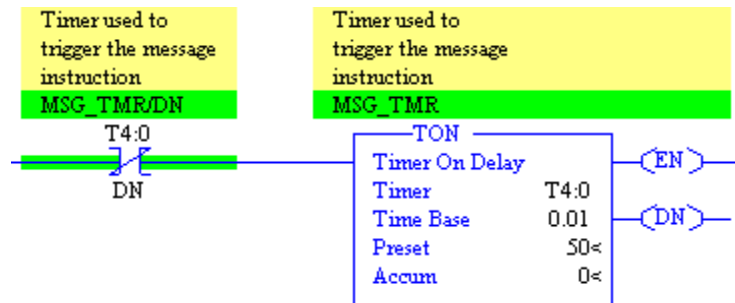 Timer used to
trigger the message
instruction
MSG_TMR/DN
T4:0
DN
Timer used to
trigger the message
instruction
MSG_TMR
TON
Timer On Delay
Timer T4:0
Time Base 0.01
Preset 50<
Accum 0<
EN
DN